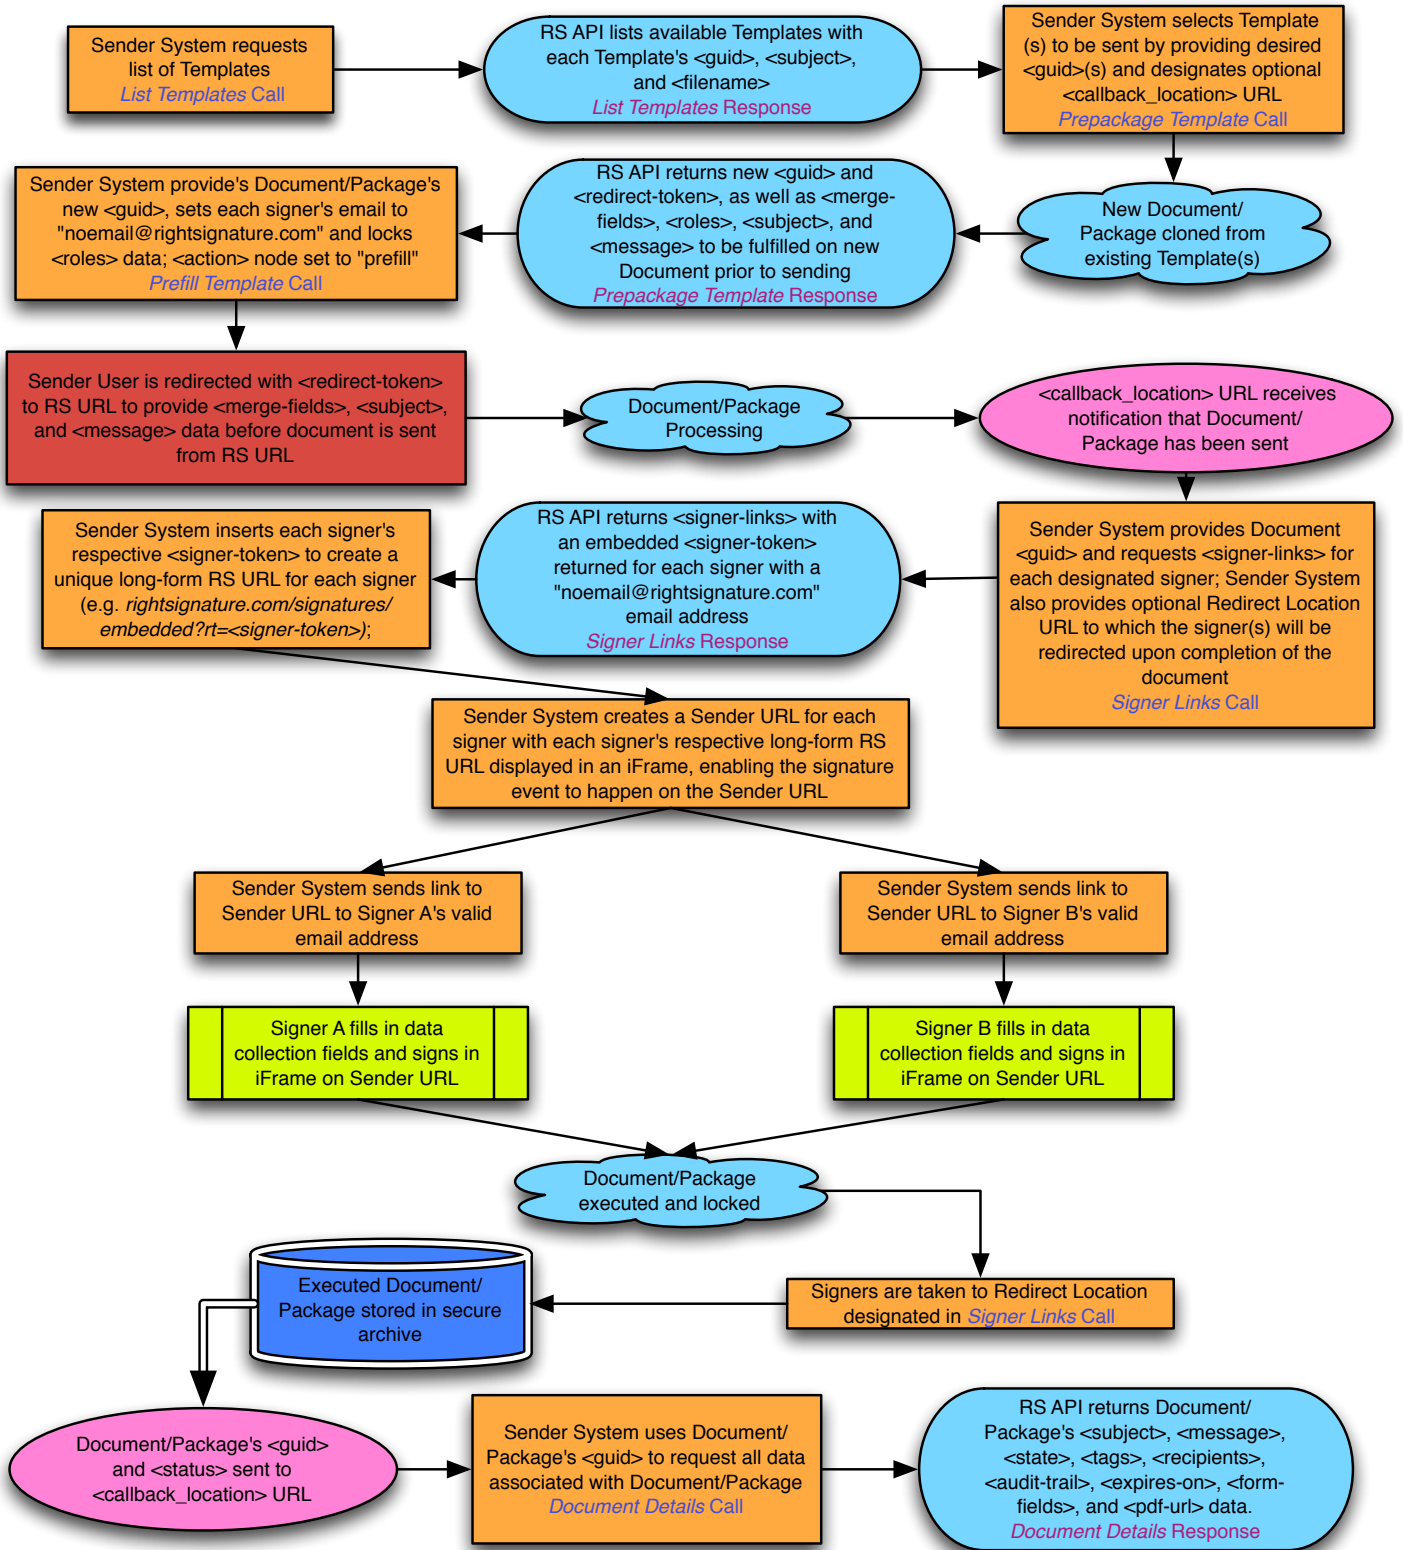 Sender System requests
list of Templates
List Templates Call
RS API lists available Templates with
each Template's <guid>, <subject>,
and <filename>
List Templates Response
Sender System selects Template
(s) to be sent by providing desired
<guid>(s) and designates optional
<callback_location> URL
Prepackage Template Call
New Document/
Package cloned from
existing Template(s)
RS API returns new <guid> and
<redirect-token>, as well as <merge-
fields>, <roles>, <subject>, and
<message> to be fulfilled on new
Document prior to sending
Prepackage Template Response
Sender System provide's Document/Package's
new <guid>, sets each signer's email to
"noemail@rightsignature.com" and locks
<roles> data; <action> node set to "prefill"
Prefill Template Call
Sender User is redirected with <redirect-token>
to RS URL to provide <merge-fields>, <subject>,
and <message> data before document is sent
from RS URL
Document/Package
Processing
<callback_location> URL receives
notification that Document/
Package has been sent
Sender System provides Document
<guid> and requests <signer-links> for
each designated signer; Sender System
also provides optional Redirect Location
URL to which the signer(s) will be
redirected upon completion of the
document
Signer Links Call
RS API returns <signer-links> with
an embedded <signer-token>
returned for each signer with a
"noemail@rightsignature.com"
email address
Signer Links Response
Sender System inserts each signer's
respective <signer-token> to create a
unique long-form RS URL for each signer
(e.g. rightsignature.com/signatures/
embedded?rt=<signer-token>);
Sender System creates a Sender URL for each
signer with each signer's respective long-form RS
URL displayed in an iFrame, enabling the signature
event to happen on the Sender URL
Sender System sends link to
Sender URL to Signer A's valid
email address
Sender System sends link to
Sender URL to Signer B's valid
email address
Signer A fills in data
collection fields and signs in
iFrame on Sender URL
Signer B fills in data
collection fields and signs in
iFrame on Sender URL
Document/Package
executed and locked
Signers are taken to Redirect Location
designated in Signer Links Call
Executed Document/
Package stored in secure
archive
Document/Package's <guid>
and <status> sent to
<callback_location> URL
Sender System uses Document/
Package's <guid> to request all data
associated with Document/Package
Document Details Call
RS API returns Document/
Package's <subject>, <message>,
<state>, <tags>, <recipients>,
<audit-trail>, <expires-on>, <form-
fields>, and <pdf-url> data.
Document Details Response